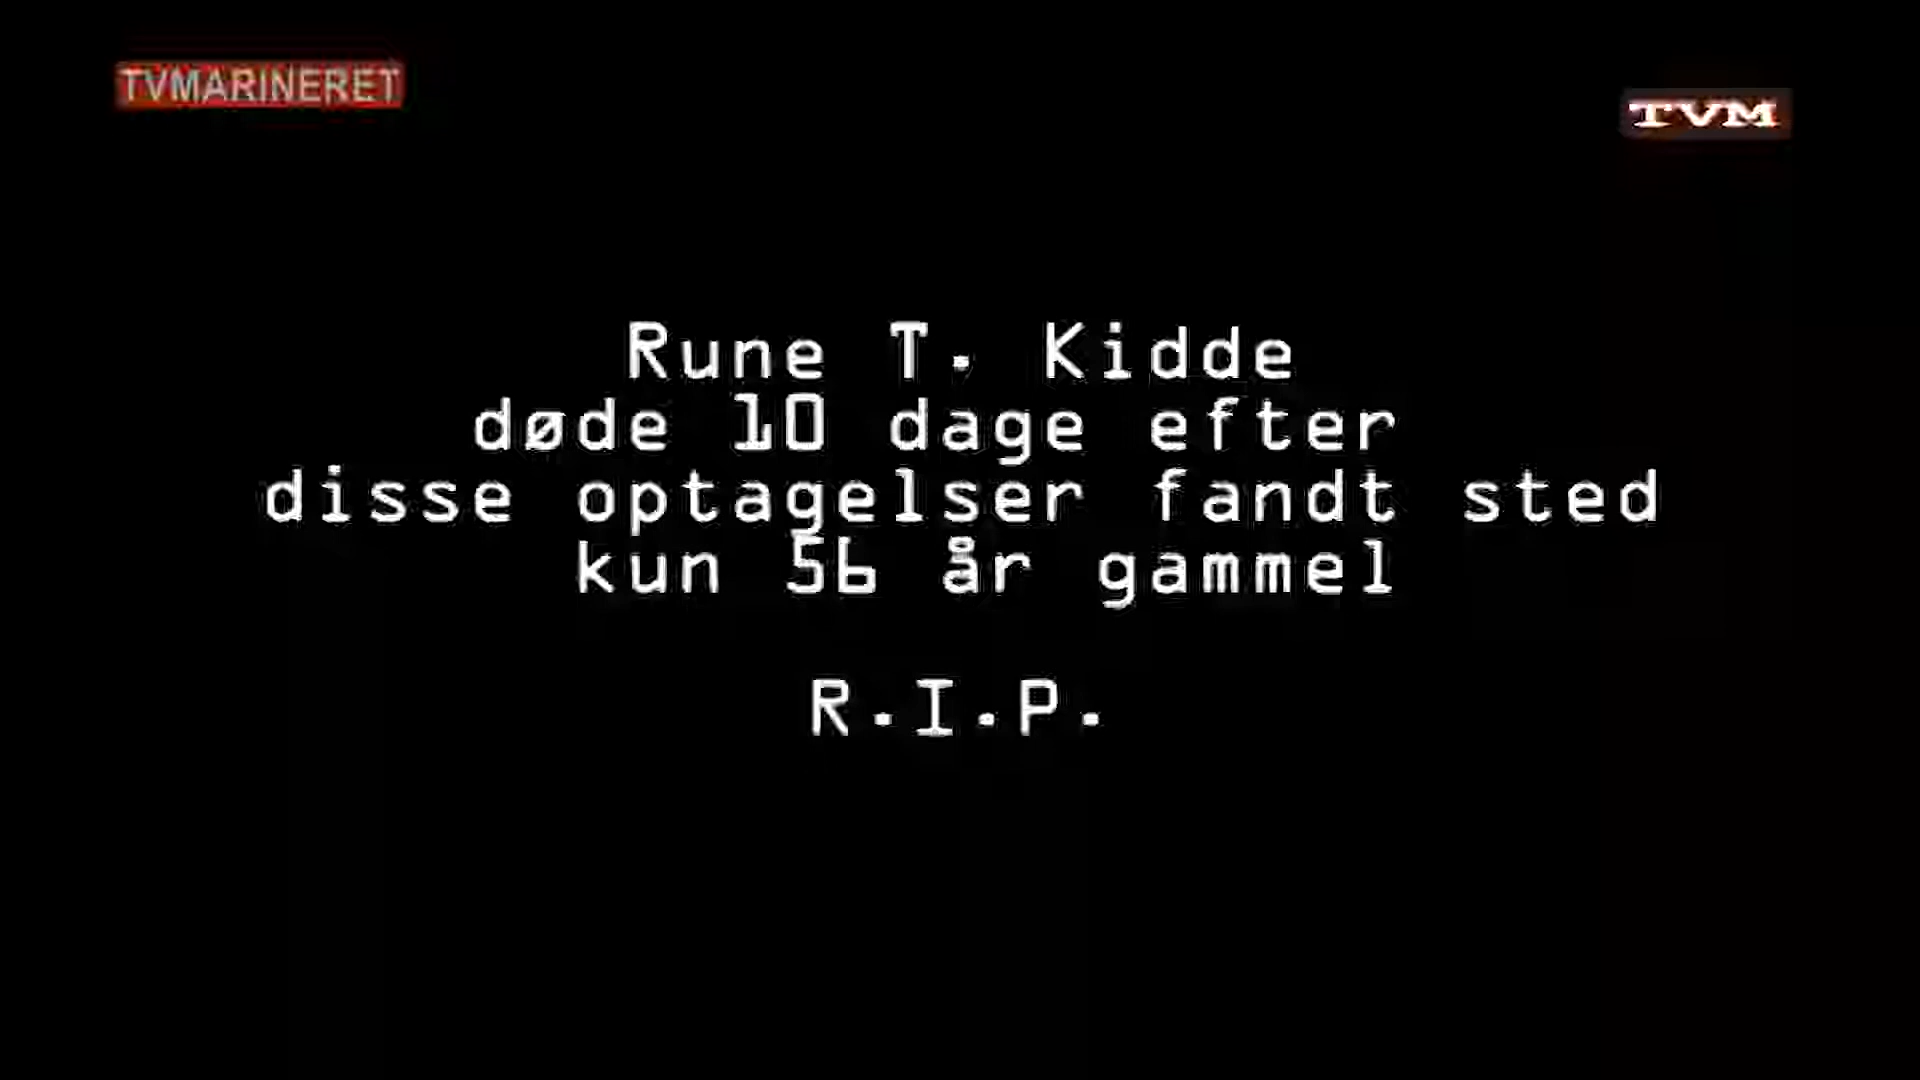 TVMARINERET
TVM
Rune T. Kidde
døde 10 dage efter
disse optagelser fandt sted
kun 56 år gammel
R.I.P.